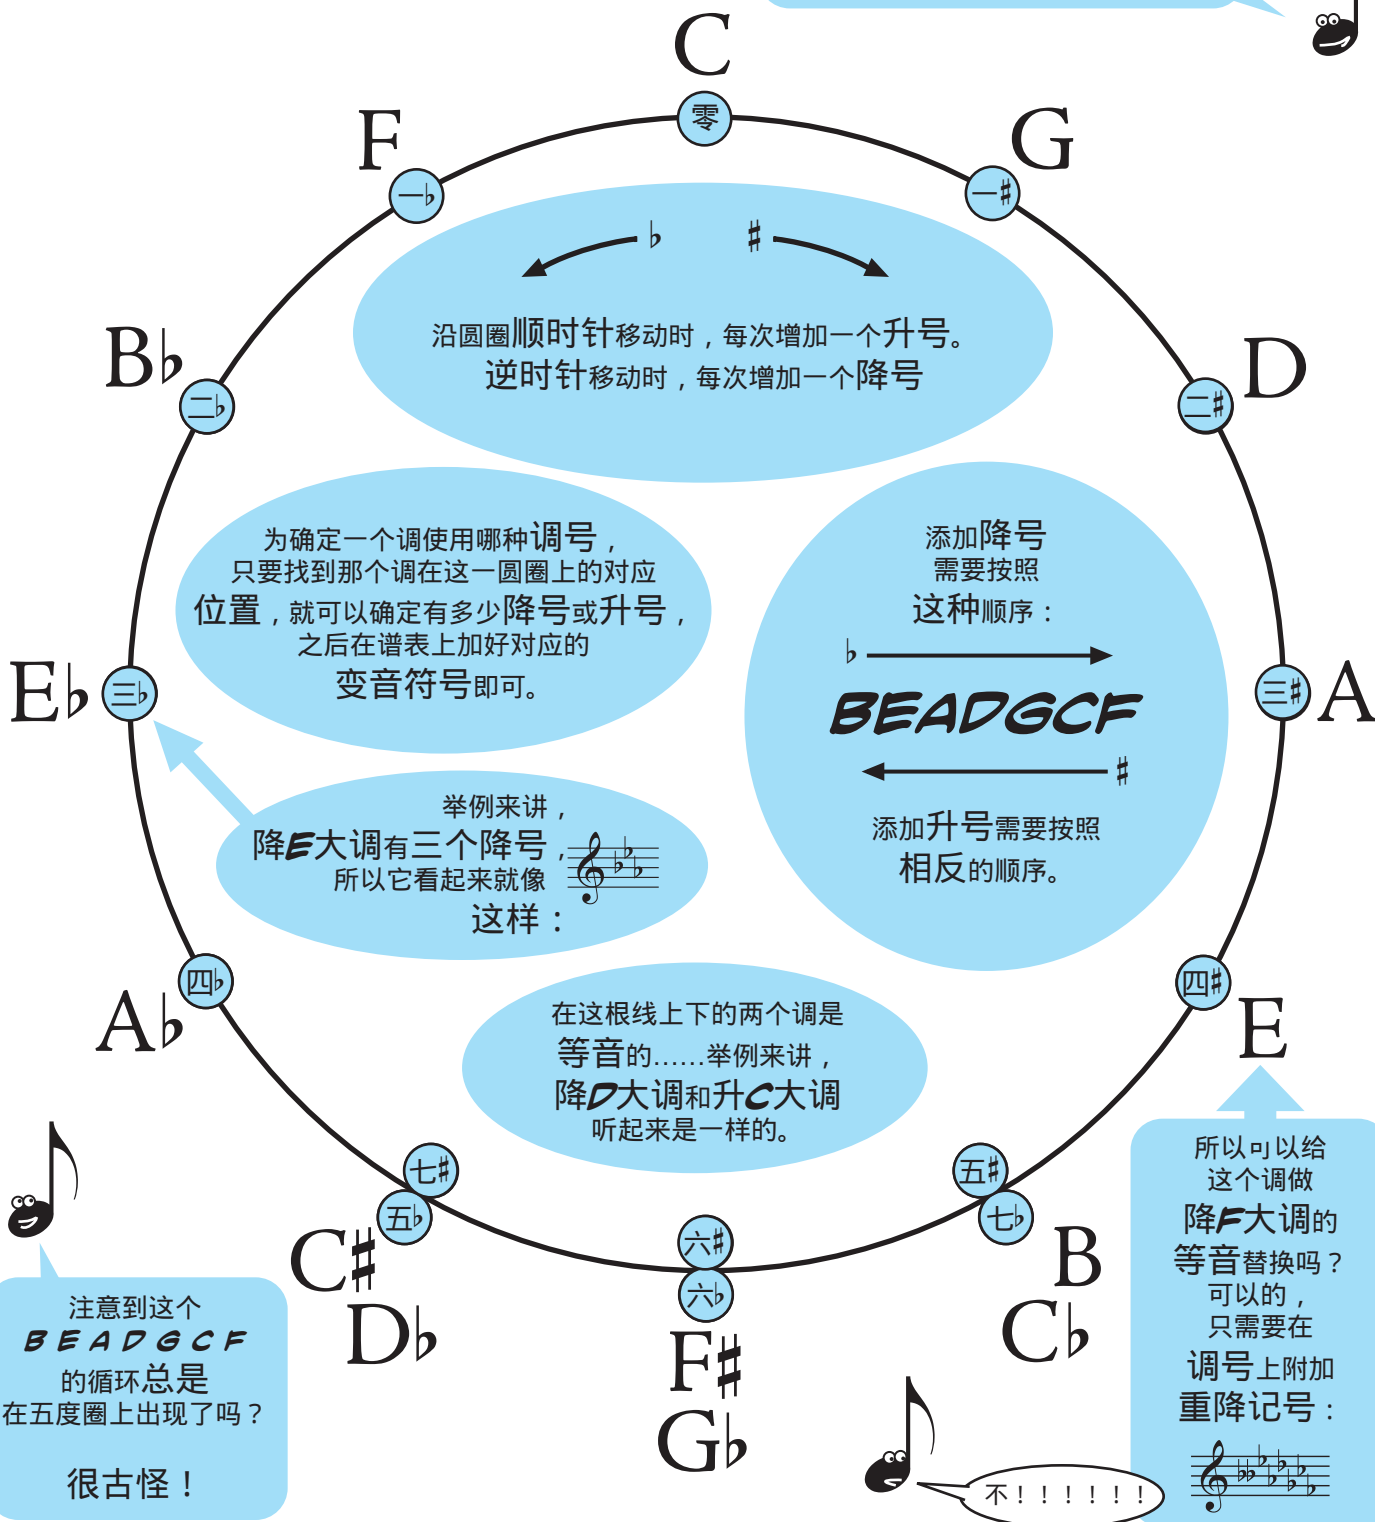 C
零
F
一♭
G
一♯
♭ ♯
沿圆圈顺时针移动时，每次增加一个升号。
逆时针移动时，每次增加一个降号
B♭
二♭
D
二♯
为确定一个调使用哪种调号，
只要找到那个调在这一圆圈上的对应
位置，就可以确定有多少降号或升号，
之后在谱表上加好对应的
变音符号即可。
添加降号
需要按照
这种顺序：
♭
BEADGCF
♯
添加升号需要按照
相反的顺序。
E♭
三♭
三♯
A
举例来讲，
降E大调有三个降号，
所以它看起来就像
这样：
四♭
A♭
四♯
E
在这根线上下的两个调是
等音的……举例来讲，
降D大调和升C大调
听起来是一样的。
七♯
五♭
C♯
D♭
六♯
六♭
F♯
G♭
五♯
七♭
B
C♭
注意到这个
BEADGCF
的循环总是
在五度圈上出现了吗？
很古怪！
所以可以给
这个调做
降F大调的
等音替换吗？
可以的，
只需要在
调号上附加
重降记号：
不！！！！！！